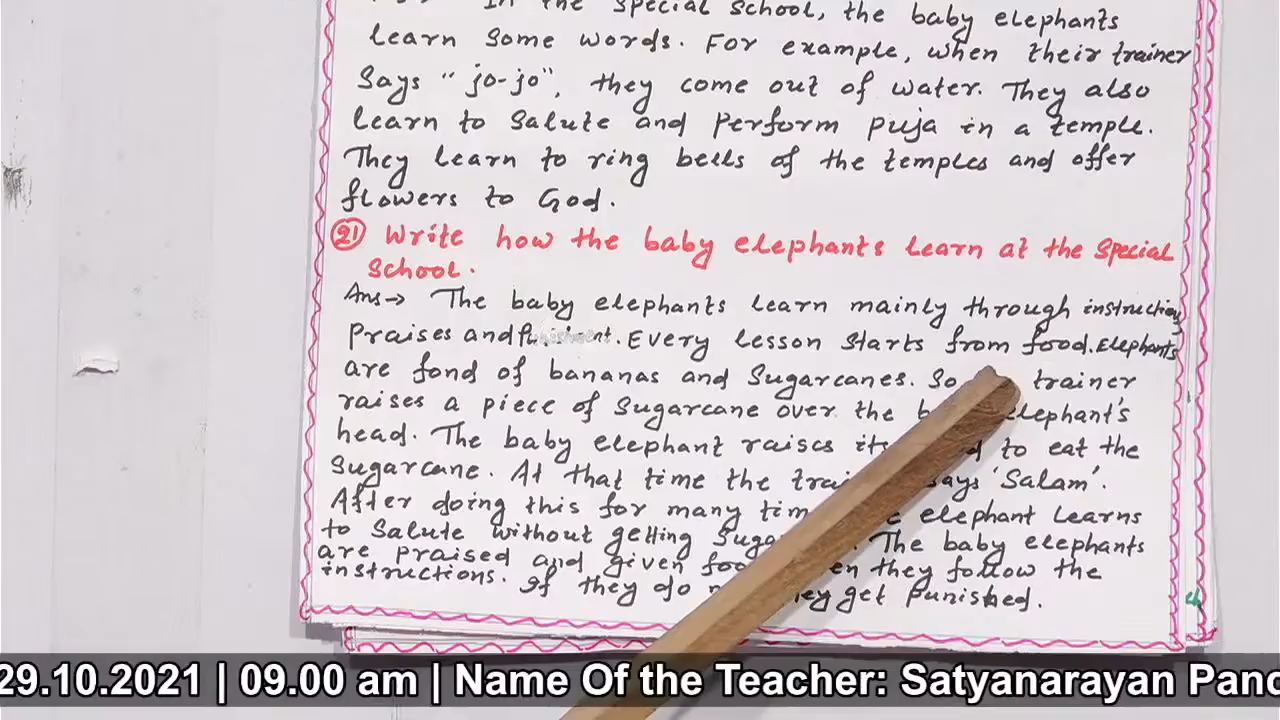 In the special school, the baby elephants
learn some words. For example, when their trainer
says "jo-jo", they come out of water. They also
learn to salute and perform puja in a temple.
They learn to ring bells of the temples and offer
flowers to God.
21 Write how the baby elephants learn at the special
school.
Ans→ The baby elephants learn mainly through
praises and. Every lesson starts from food. Elephants
are fond of bananas and sugarcanes. So trainer
raises a piece of sugarcane over the elephant's
head. The baby elephant raises to eat the
sugarcane. At that time the says 'Salam'.
After doing this for many elephant learns
to salute without getting The baby elephants
are praised and given they follow the
instructions. If they do get punished.
29.10.2021 | 09.00 am | Name Of the Teacher: Satyanarayan